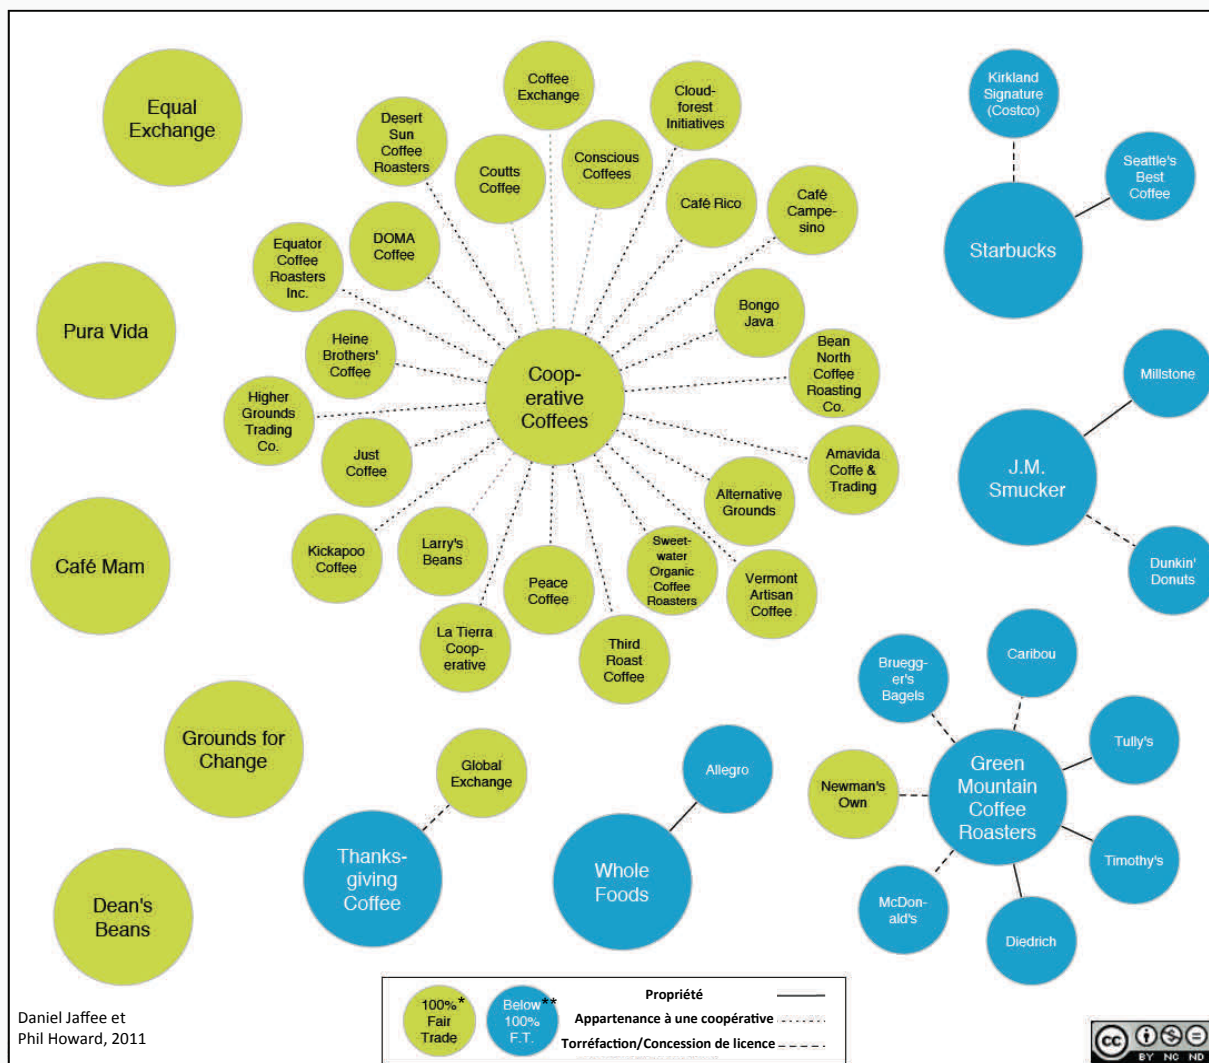 Equal
Exchange
Pura Vida
Café Mam
Grounds for
Change
Dean's
Beans
Coffee
Exchange
Cloud-
forest
Initiatives
Desert
Sun
Coffee
Roasters
Coutts
Coffee
Conscious
Coffees
Café Rico
Café
Campe-
sino
DOMA
Coffee
Equator
Coffee
Roasters
Inc.
Bongo
Java
Heine
Brothers'
Coffee
Bean
North
Coffee
Roasting
Co.
Coop-
erative
Coffees
Higher
Grounds
Trading
Co.
Just
Coffee
Amavida
Coffe &
Trading
Alternative
Grounds
Kickapoo
Coffee
Larry's
Beans
Peace
Coffee
Sweet-
water
Organic
Coffee
Roasters
Vermont
Artisan
Coffee
La Tierra
Coop-
erative
Third
Roast
Coffee
Kirkland
Signature
(Costco)
Seattle's
Best
Coffee
Starbucks
Millstone
J.M.
Smucker
Dunkin'
Donuts
Bruegg-
er's
Bagels
Caribou
Tully's
Green
Mountain
Coffee
Roasters
Newman's
Own
Timothy's
McDon-
ald's
Diedrich
Global
Exchange
Thanks-
giving
Coffee
Allegro
Whole
Foods
100%*
Fair
Trade
Below**
100%
F.T.
Propriété
Appartenance à une coopérative
Torréfaction/Concession de licence
Daniel Jaffee et
Phil Howard, 2011
cc
BY NC ND